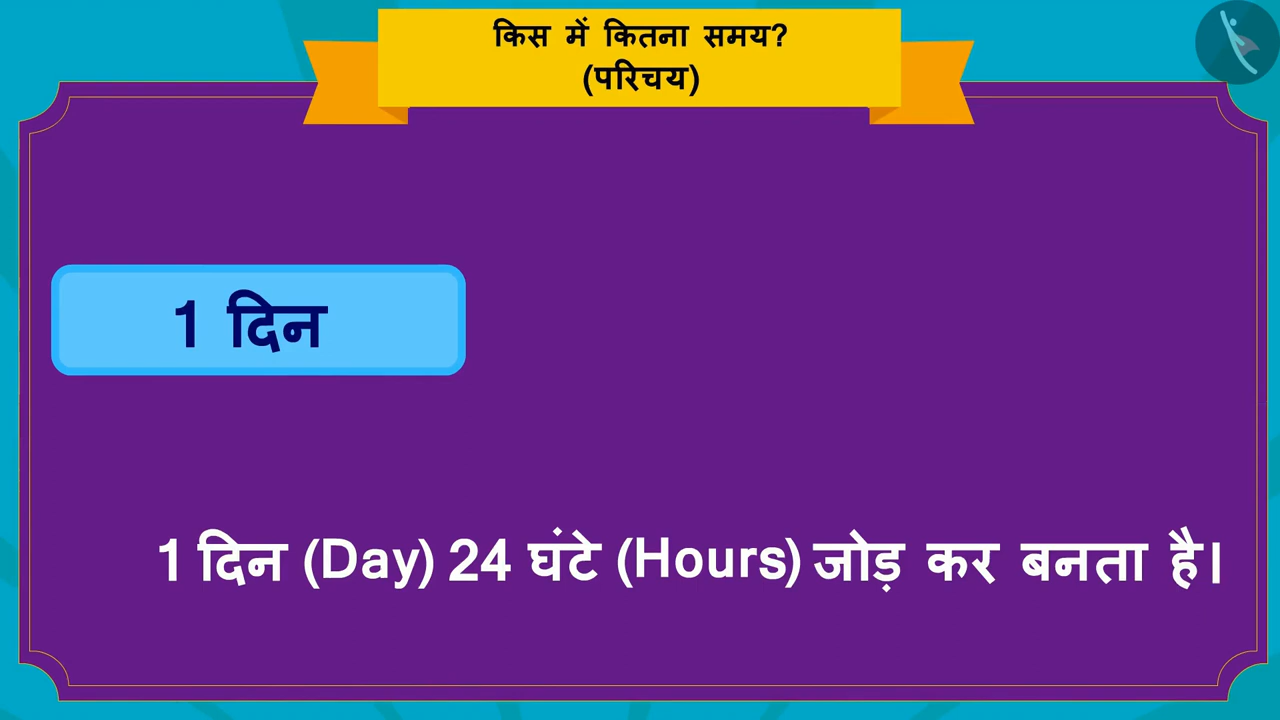 किस में कितना समय?
(परिचय)
1 दिन
1 दिन (Day) 24 घंटे (Hours) जोड़ कर बनता है।